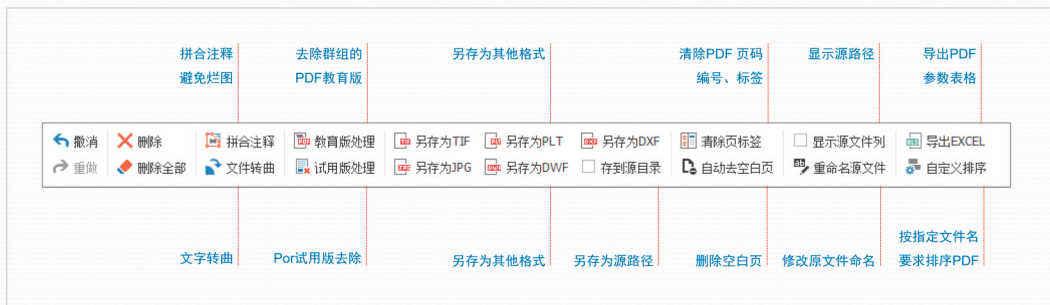 拼合注释 去除群组的 另存为其他格式 清除PDF 页码 显示源路径 导出PDF
避免烂图 PDF教育版 编号、标签 参数表格
撤消 删除 拼合注释 教育版处理 另存为TIF 另存为PLT 另存为DXF 清除页标签 显示源文件列 导出EXCEL
重做 删除全部 文件转曲 试用版处理 另存为JPG 另存为DWF 存到源目录 自动去空白页 重命名源文件 自定义排序
按指定文件名
文字转曲 Por试用版去除 另存为其他格式 另存为源路径 删除空白页 修改原文件命名 要求排序PDF